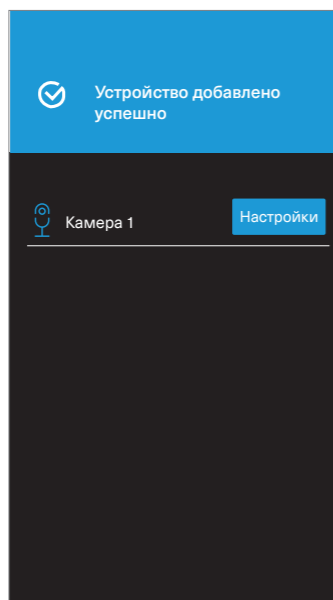 Устройство добавлено
успешно
Камера 1
Настройки